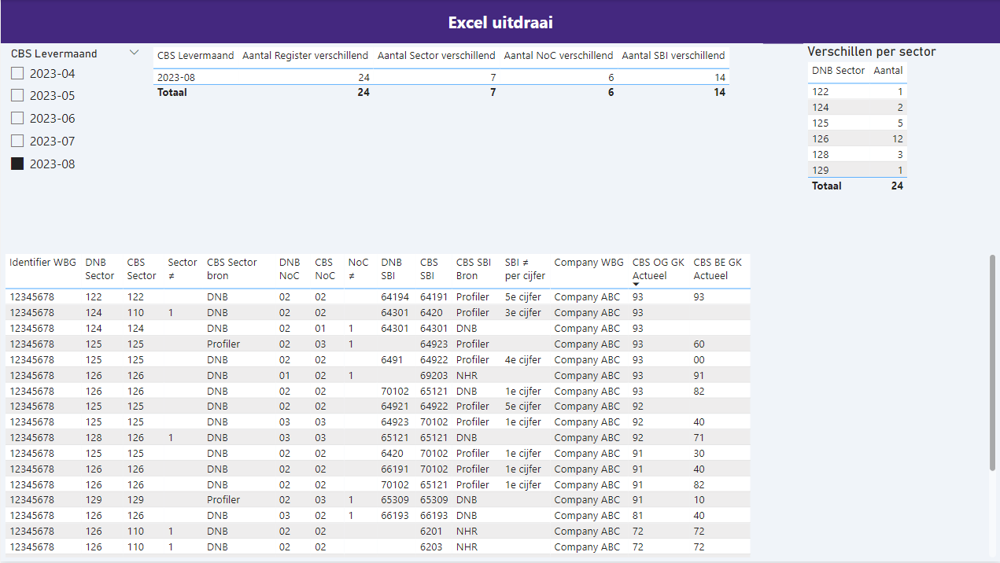 Excel uitdraai
CBS Levermaand
2023-04
2023-05
2023-06
2023-07
2023-08
CBS Levermaand Aantal Register verschillend Aantal Sector verschillend Aantal NoC verschillend Aantal SBI verschillend
2023-08 24 7 6 14
Totaal 24 7 6 14
Verschillen per sector
DNB Sector Aantal
122 1
124 2
125 5
126 12
128 3
129 1
Totaal 24
Identifier WBG DNB CBS Sector CBS Sector DNB CBS NoC DNB CBS CBS SBI SBI ≠ Company WBG CBS OG GK CBS BE GK
Sector Sector ≠ bron NoC NoC ≠ SBI SBI Bron per cijfer Actueel Actueel
12345678 122 122 DNB 02 02 64194 64191 Profiler 5e cijfer Company ABC 93 93
12345678 124 110 1 DNB 02 02 64301 6420 Profiler 3e cijfer Company ABC 93
12345678 124 124 DNB 02 01 1 64301 64301 DNB Company ABC 93
12345678 125 125 Profiler 02 03 1 64923 Profiler Company ABC 93 60
12345678 125 125 DNB 02 02 6491 64922 Profiler 4e cijfer Company ABC 93 00
12345678 126 126 DNB 01 02 1 69203 NHR Company ABC 93 91
12345678 126 126 DNB 02 02 70102 65121 DNB 1e cijfer Company ABC 93 82
12345678 125 125 DNB 02 02 64921 64922 Profiler 5e cijfer Company ABC 92
12345678 125 125 DNB 03 03 64923 70102 Profiler 1e cijfer Company ABC 92 40
12345678 128 126 1 DNB 03 03 65121 65121 DNB Company ABC 92 71
12345678 125 125 DNB 02 02 6420 70102 Profiler 1e cijfer Company ABC 91 30
12345678 126 126 DNB 02 02 66191 70102 Profiler 1e cijfer Company ABC 91 40
12345678 126 126 DNB 02 02 70102 65121 Profiler 1e cijfer Company ABC 91 82
12345678 129 129 Profiler 02 03 1 65309 65309 DNB Company ABC 91 10
12345678 126 126 DNB 03 02 1 66193 66193 DNB Company ABC 81 40
12345678 126 110 1 DNB 02 02 6201 NHR Company ABC 72 72
12345678 126 110 1 DNB 02 02 6203 NHR Company ABC 72 72